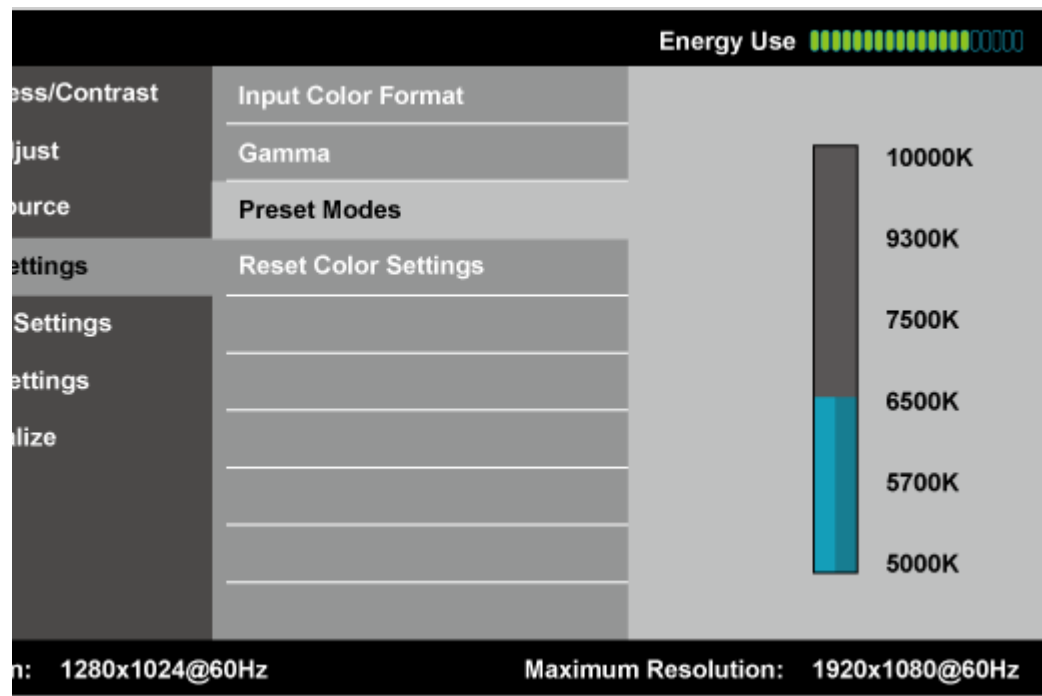 Energy Use
ess/Contrast
just
ource
ettings
Settings
ettings
lize
Input Color Format
Gamma
Preset Modes
Reset Color Settings
10000K
9300K
7500K
6500K
5700K
5000K
n: 1280x1024@60Hz Maximum Resolution: 1920x1080@60Hz